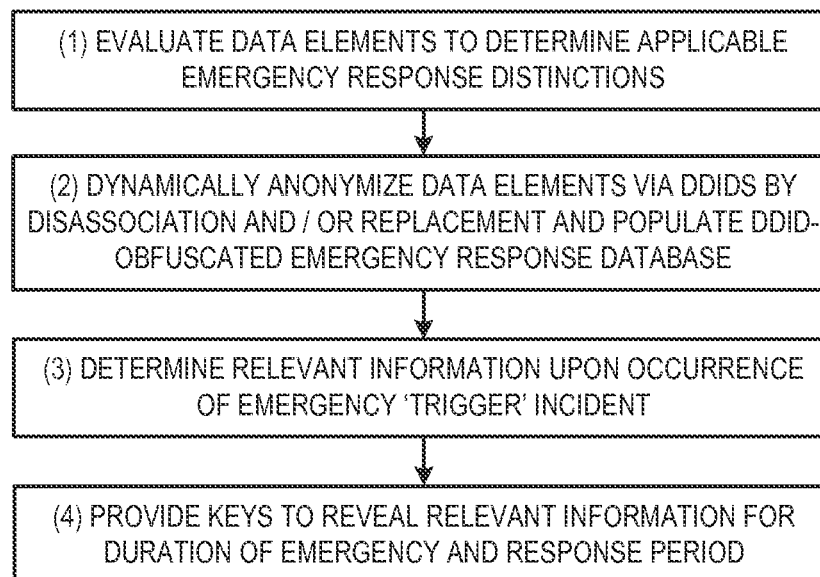 (1) EVALUATE DATA ELEMENTS TO DETERMINE APPLICABLE
EMERGENCY RESPONSE DISTINCTIONS
(2) DYNAMICALLY ANONYMIZE DATA ELEMENTS VIA DDIDS BY
DISASSOCIATION AND / OR REPLACEMENT AND POPULATE DDID-
OBFUSCATED EMERGENCY RESPONSE DATABASE
(3) DETERMINE RELEVANT INFORMATION UPON OCCURRENCE
OF EMERGENCY ‘TRIGGER’ INCIDENT
(4) PROVIDE KEYS TO REVEAL RELEVANT INFORMATION FOR
DURATION OF EMERGENCY AND RESPONSE PERIOD